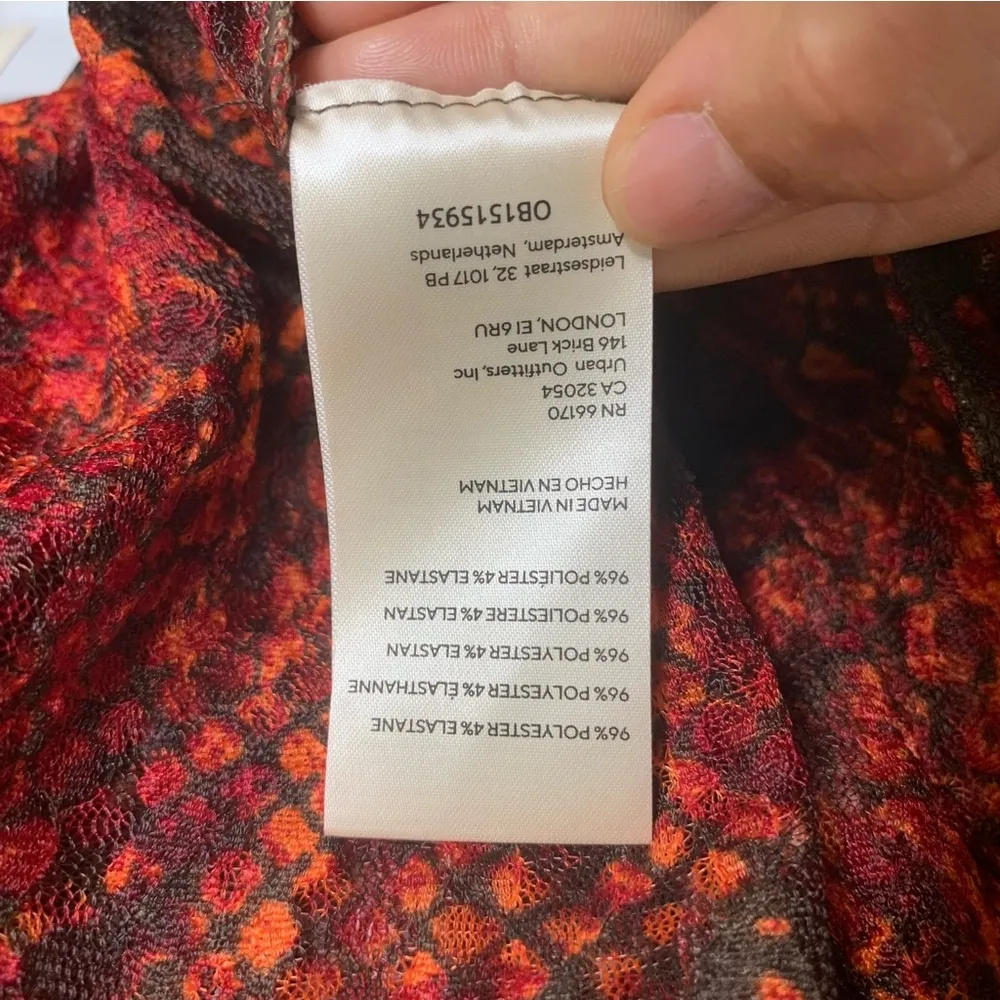 96% POLYESTER 4% ELASTANE
96% POLYESTER 4% ÉLASTHANNE
96% POLYESTER 4% ELASTAN
96% POLIESTERE 4% ELASTAN
96% POLIÉSTER 4% ELASTANE
MADE IN VIETNAM
HECHO EN VIETNAM
RN 66170
CA 32054
Urban Outfitters, Inc
146 Brick Lane
LONDON, E1 6RU
Leidsestraat 32, 1017 PB
Amsterdam, Netherlands
OB1515934